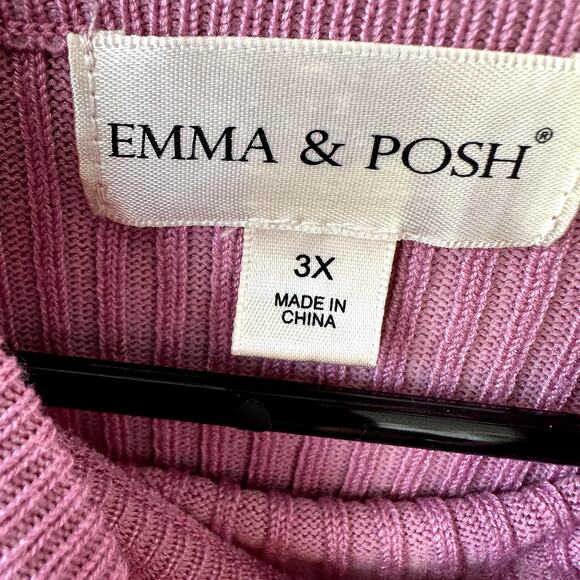 EMMA & POSH®
3X
MADE IN
CHINA